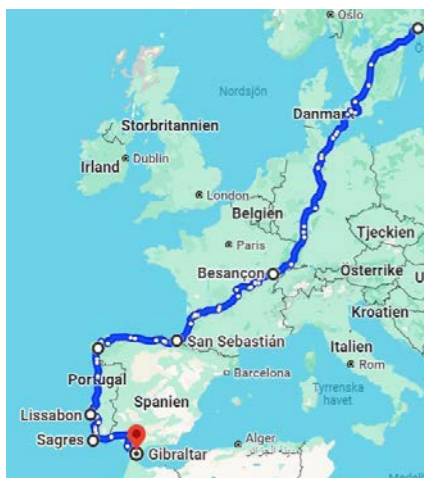 Oslo
Nordsjön
Danmark
Storbritannien
Irland
Dublin
London
Belgien
Tjeckien
Paris
Besançon
Österrike
Kroatien
San Sebastián
Italien
Rom
Portugal
Barcelona
Tyrrenska
havet
Lissabon
Spanien
Sagres
Alger
الجزائر
Gibraltar